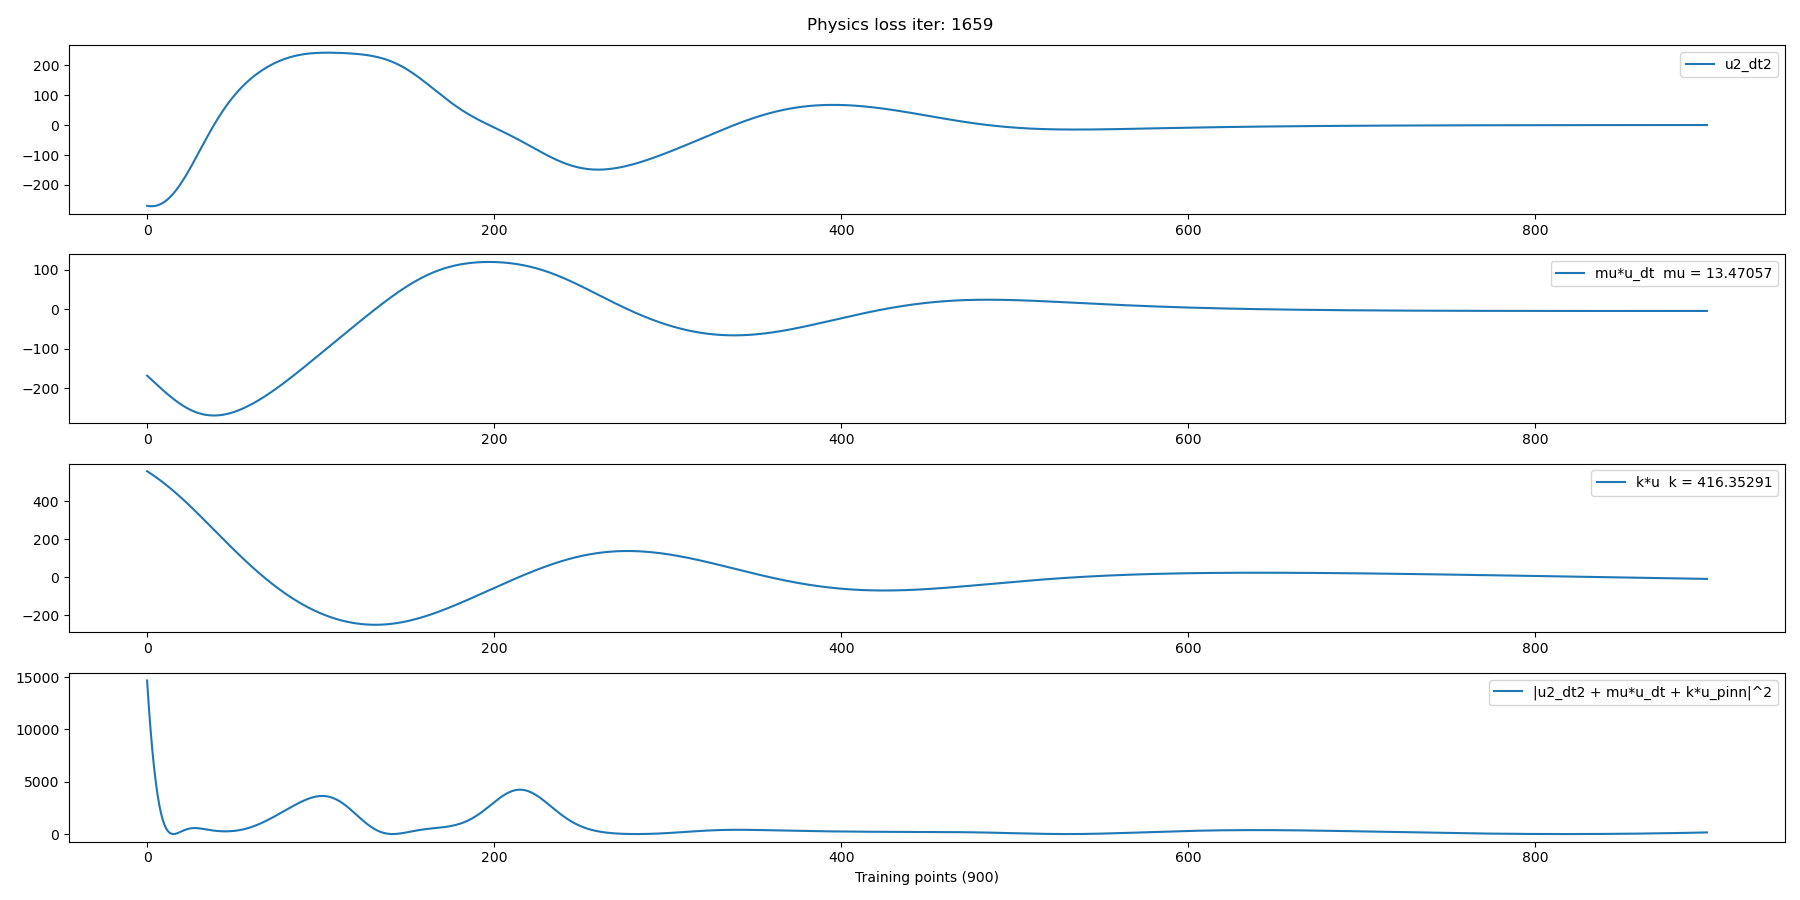 Physics loss iter: 1659
200
100
0
−100
−200
u2_dt2
0 200 400 600 800
100
0
−100
−200
mu*u_dt  mu = 13.47057
0 200 400 600 800
400
200
0
−200
k*u  k = 416.35291
0 200 400 600 800
15000
10000
5000
0
|u2_dt2 + mu*u_dt + k*u_pinn|^2
0 200 400 600 800
Training points (900)